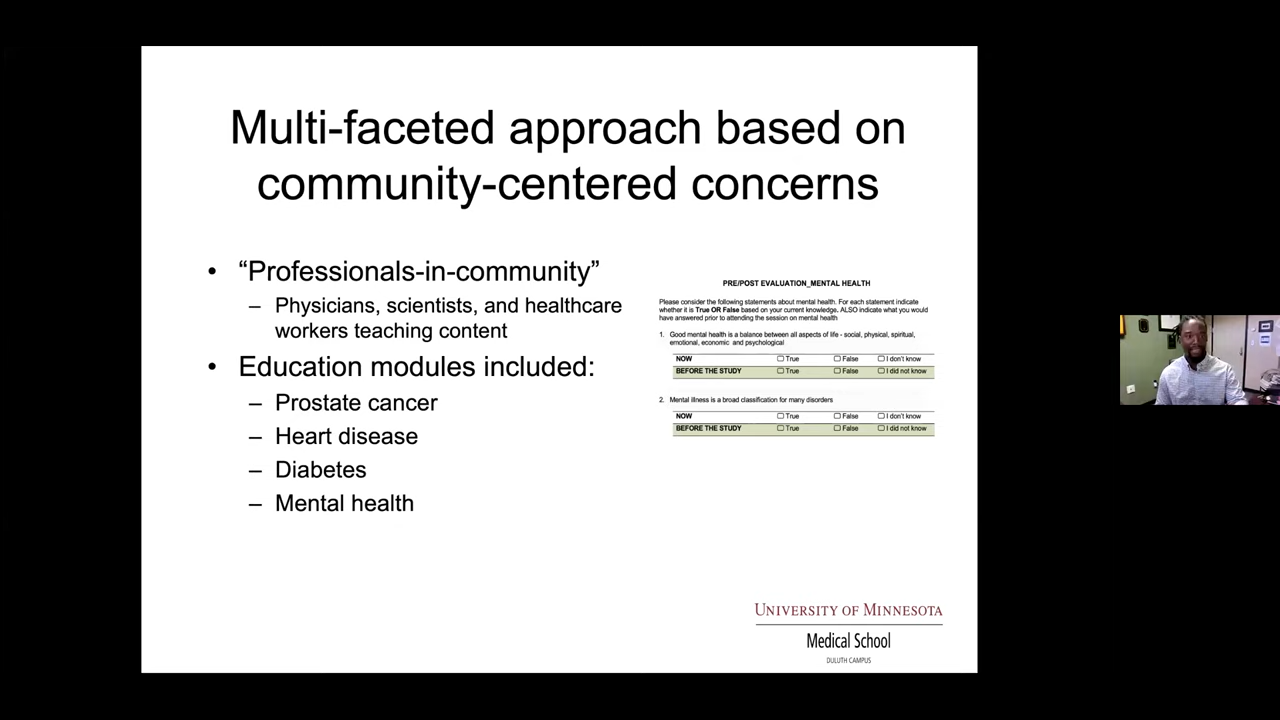 Multi-faceted approach based on
community-centered concerns
• “Professionals-in-community”
– Physicians, scientists, and healthcare
workers teaching content
• Education modules included:
– Prostate cancer
– Heart disease
– Diabetes
– Mental health
PRE/POST EVALUATION_MENTAL HEALTH
Please consider the following statements about mental health. For each statement indicate
whether it is True OR False based on your current knowledge. ALSO indicate what you would
have answered prior to attending the session on mental health
1. Good mental health is a balance between all aspects of life - social, physical, spiritual,
emotional, economic and psychological
NOW ☐ True ☐ False ☐ I don't know
BEFORE THE STUDY ☐ True ☐ False ☐ I did not know
2. Mental illness is a broad classification for many disorders
NOW ☐ True ☐ False ☐ I don't know
BEFORE THE STUDY ☐ True ☐ False ☐ I did not know
UNIVERSITY OF MINNESOTA
Medical School
DULUTH CAMPUS